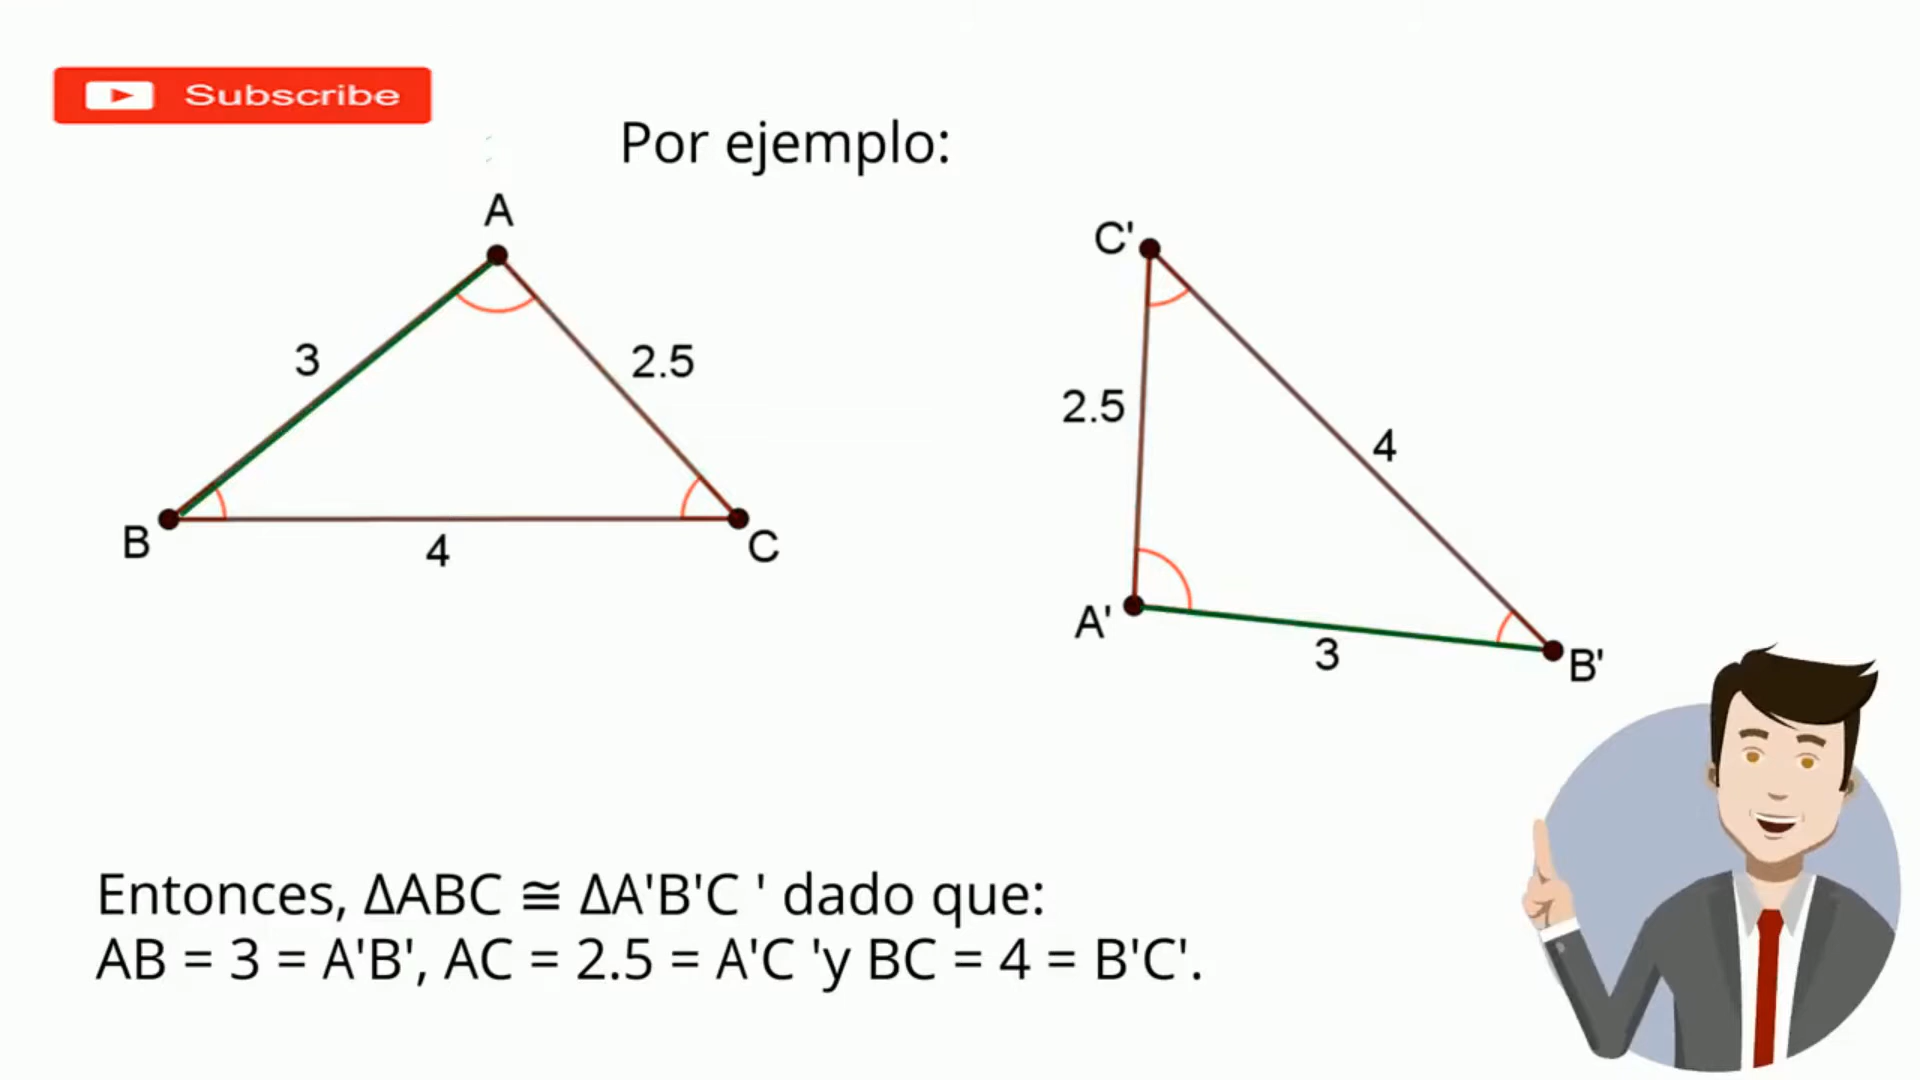 Subscribe
Por ejemplo:
A
3
2.5
B
4
C
C'
2.5
4
A'
3
B'
Entonces, ΔABC ≅ ΔA'B'C ' dado que:
AB = 3 = A'B', AC = 2.5 = A'C 'y BC = 4 = B'C'.